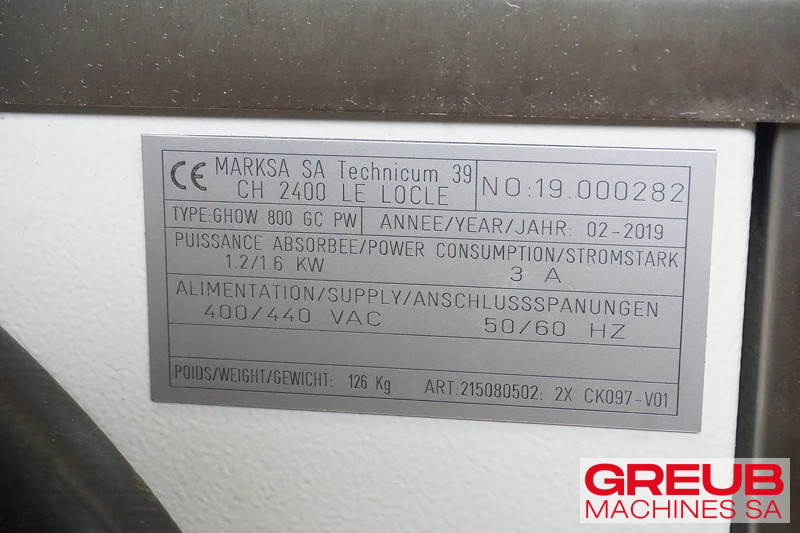 CE MARKSA SA Technicum 39
CH 2400 LE LOCLE
NO:19.000282
TYPE:GHOW 800 GC PW
ANNEE/YEAR/JAHR: 02-2019
PUISSANCE ABSORBEE/POWER CONSUMPTION/STROMSTARK
1.2/1.6 KW 3 A
ALIMENTATION/SUPPLY/ANSCHLUSSSPANUNGEN
400/440 VAC 50/60 HZ
POIDS/WEIGHT/GEWICHT: 126 Kg ART:215080502: 2X CK097-V01
GREUB
MACHINES SA